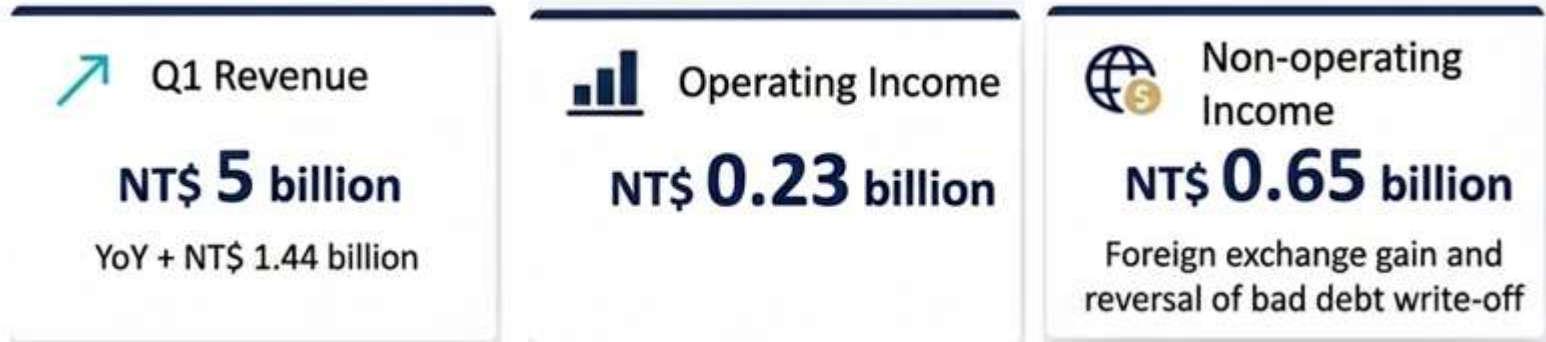 Q1 Revenue
NT$ 5 billion
YoY + NT$ 1.44 billion
Operating Income
NT$ 0.23 billion
Non-operating
Income
NT$ 0.65 billion
Foreign exchange gain and
reversal of bad debt write-off